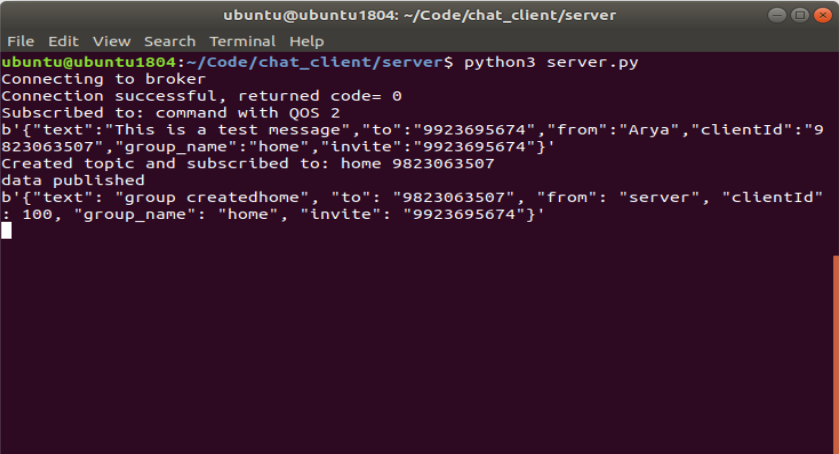 ubuntu@ubuntu1804: ~/Code/chat_client/server
File Edit View Search Terminal Help
ubuntu@ubuntu1804:~/Code/chat_client/server$ python3 server.py
Connecting to broker
Connection successful, returned code= 0
Subscribed to: command with QOS 2
b'{"text":"This is a test message","to":"9923695674","from":"Arya","clientId":"9
823063507","group_name":"home","invite":"9923695674"}'
Created topic and subscribed to: home 9823063507
data published
b'{"text": "group createdhome", "to": "9823063507", "from": "server", "clientId"
: 100, "group_name": "home", "invite": "9923695674"}'